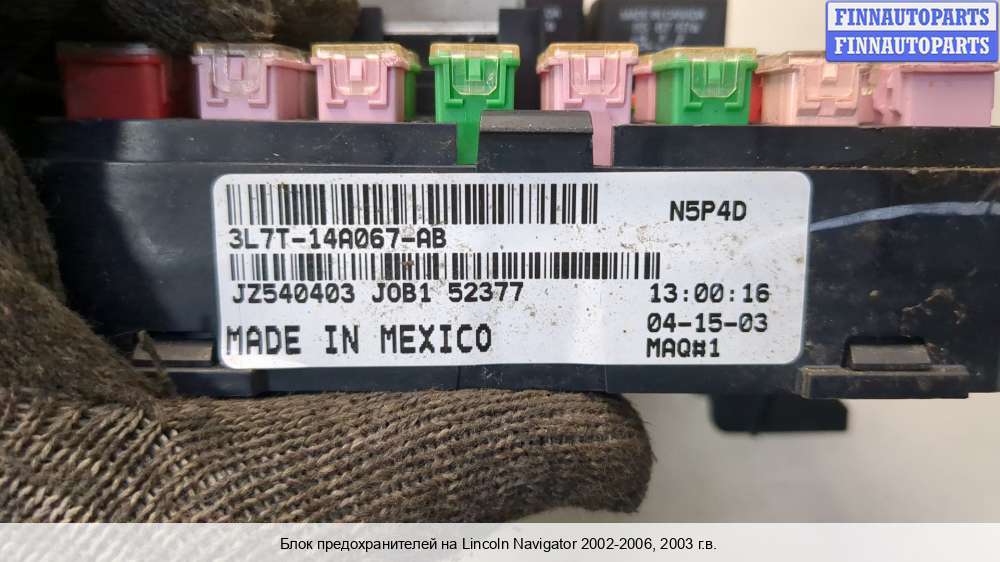 FINNAUTOPARTS
FINNAUTOPARTS
N5P4D
3L7T-14A067-AB
JZ540403 JOB1 52377
13:00:16
04-15-03
MADE IN MEXICO
MAQ#1
Блок предохранителей на Lincoln Navigator 2002-2006, 2003 г.в.